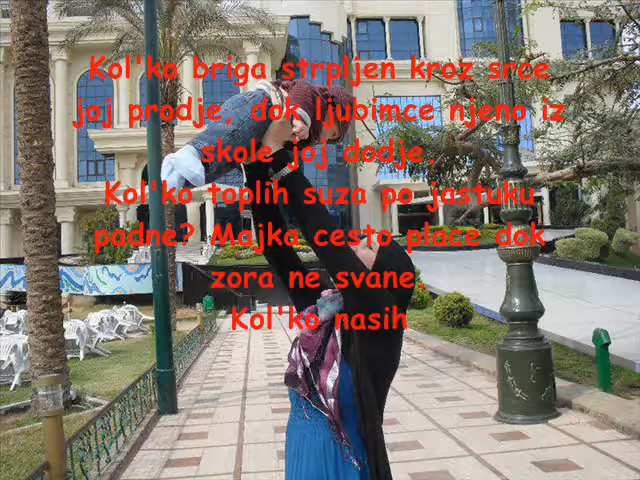 Kol'ko briga strpljen kroz srce
joj prodje, dok ljubimce njeno iz
skole joj dodje.
Kol'ko toplih suza po jastuku
padne? Majka cesto place dok
zora ne svane.
Kol'ko nasih